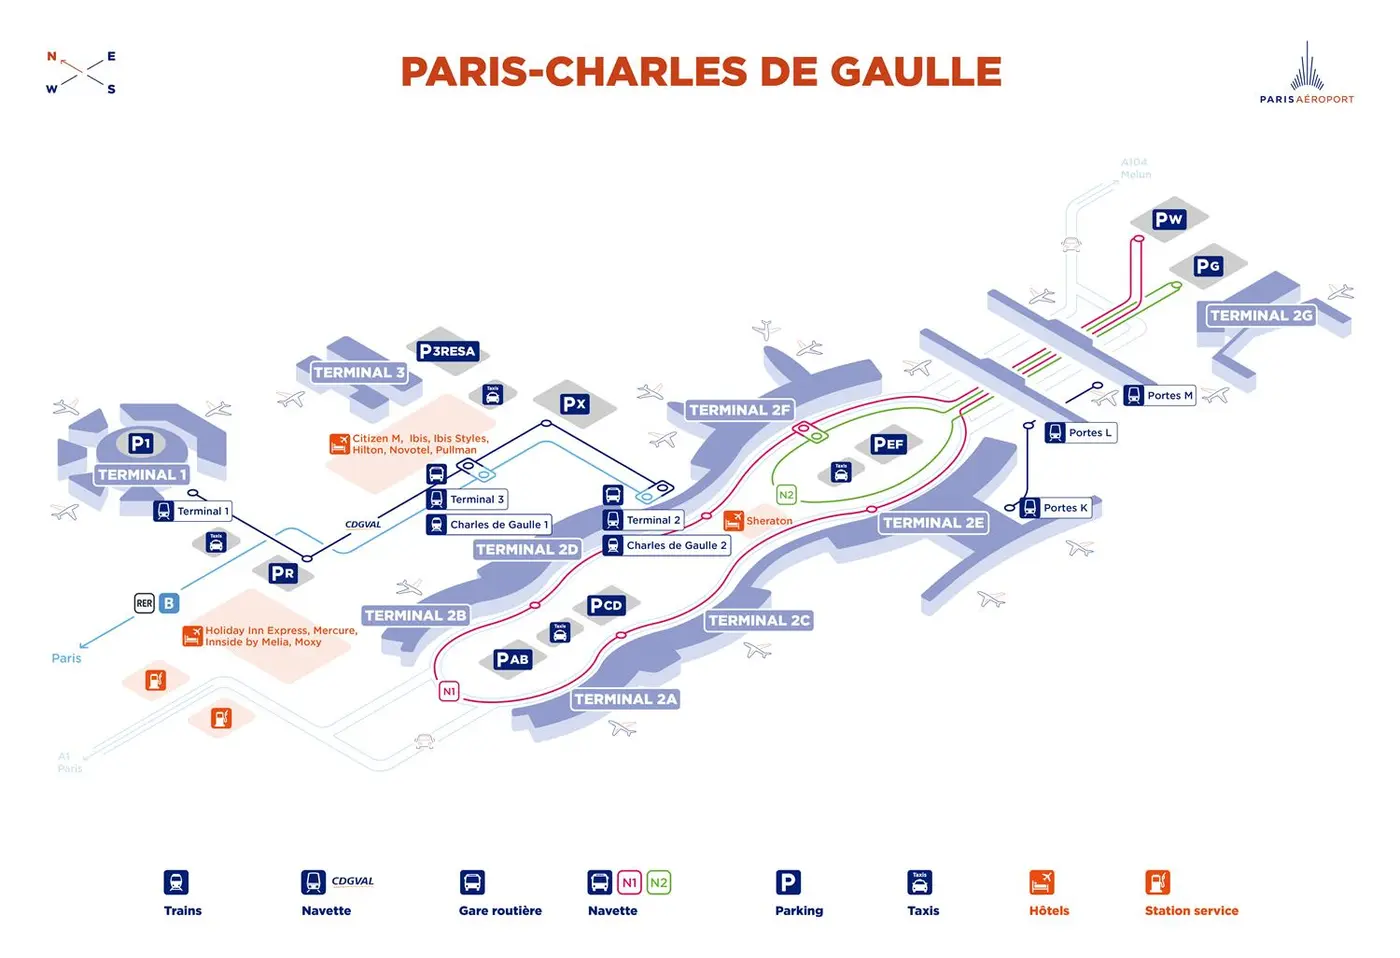 N E
W S
PARIS-CHARLES DE GAULLE
PARIS AÉROPORT
A104
Melun
PW
PG
TERMINAL 2G
P3RESA
TERMINAL 3
Taxis
PX
Portes M
TERMINAL 2F
Citizen M, Ibis, Ibis Styles,
Hilton, Novotel, Pullman
P1
TERMINAL 1
PEF
Portes L
Taxis
N2
Terminal 3
Terminal 1
Terminal 2
Sheraton
Portes K
CDGVAL
Charles de Gaulle 1
TERMINAL 2E
Taxis
TERMINAL 2D
Charles de Gaulle 2
PR
RER B
PCD
TERMINAL 2B
TERMINAL 2C
Holiday Inn Express, Mercure,
Innside by Melia, Moxy
Taxis
Paris
PAB
N1
TERMINAL 2A
A1
Paris
CDGVAL
N1 N2
P
Taxis
Trains
Navette
Gare routière
Navette
Parking
Taxis
Hôtels
Station service